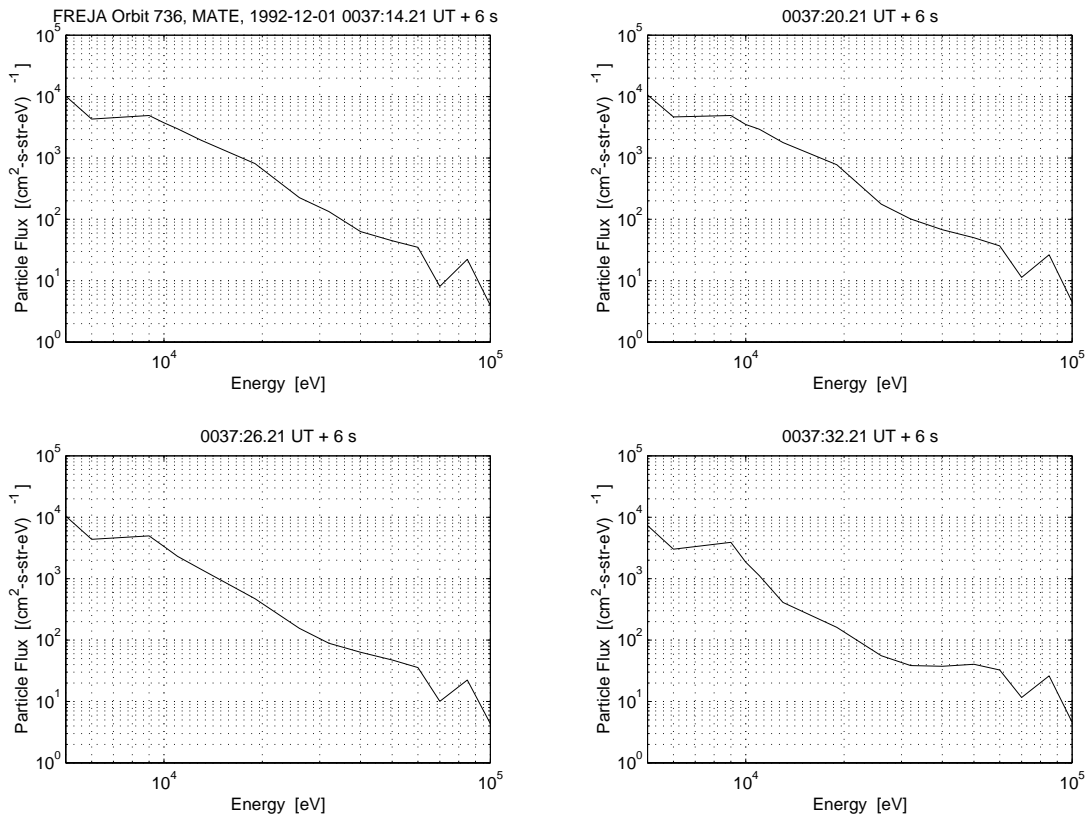 FREJA Orbit 736, MATE, 1992-12-01 0037:14.21 UT + 6 s
10^5
10^4
10^3
10^2
10^1
10^0
Particle Flux [(cm^2-s-str-eV)^-1]
10^4
10^5
Energy [eV]
0037:20.21 UT + 6 s
10^5
10^4
10^3
10^2
10^1
10^0
Particle Flux [(cm^2-s-str-eV)^-1]
10^4
10^5
Energy [eV]
0037:26.21 UT + 6 s
10^5
10^4
10^3
10^2
10^1
10^0
Particle Flux [(cm^2-s-str-eV)^-1]
10^4
10^5
Energy [eV]
0037:32.21 UT + 6 s
10^5
10^4
10^3
10^2
10^1
10^0
Particle Flux [(cm^2-s-str-eV)^-1]
10^4
10^5
Energy [eV]